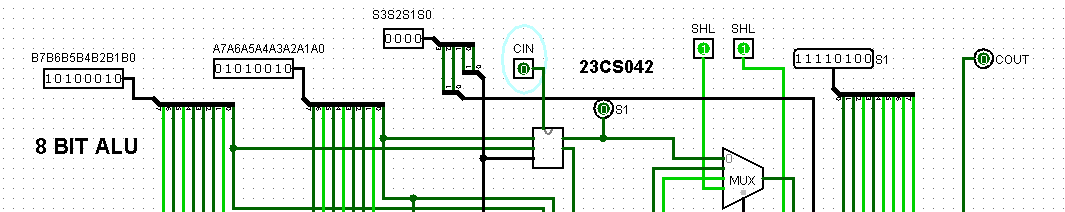 S3S2S1S0
0000
SHL SHL
B7B6B5B4B2B1B0
A7A6A5A4A3A2A1A0
CIN
0
23CS042
1 1
11110100 S1
0 COUT
10100010
01010010
0 S1
8 BIT ALU
0
MUX